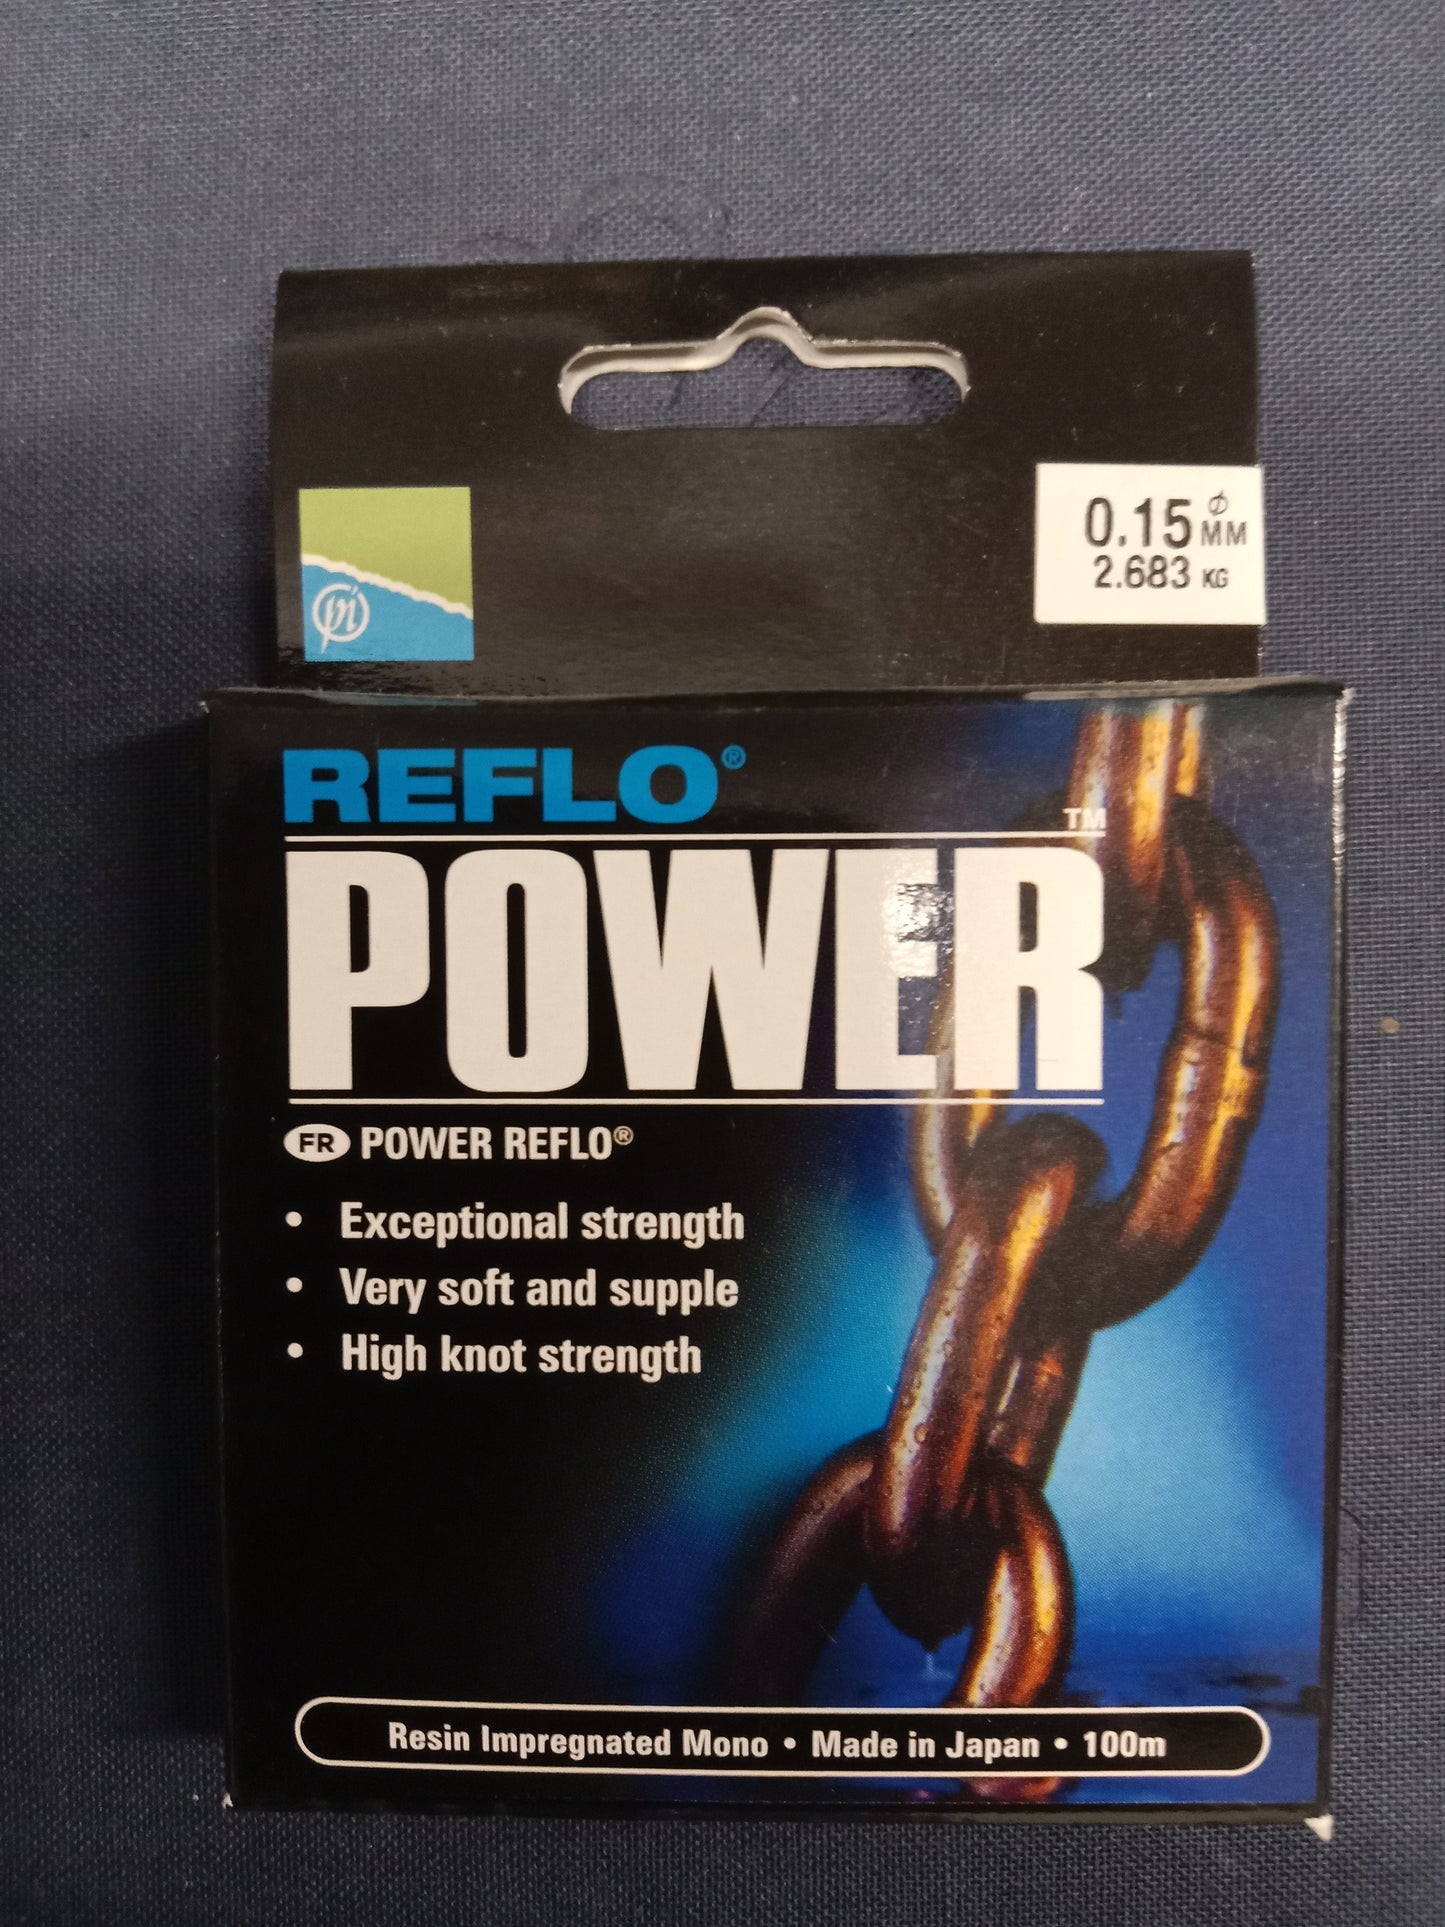 0.15 ⌀ MM
2.683 KG
pi
REFLO®
POWER™
FR POWER REFLO®
• Exceptional strength
• Very soft and supple
• High knot strength
Resin Impregnated Mono • Made in Japan • 100m